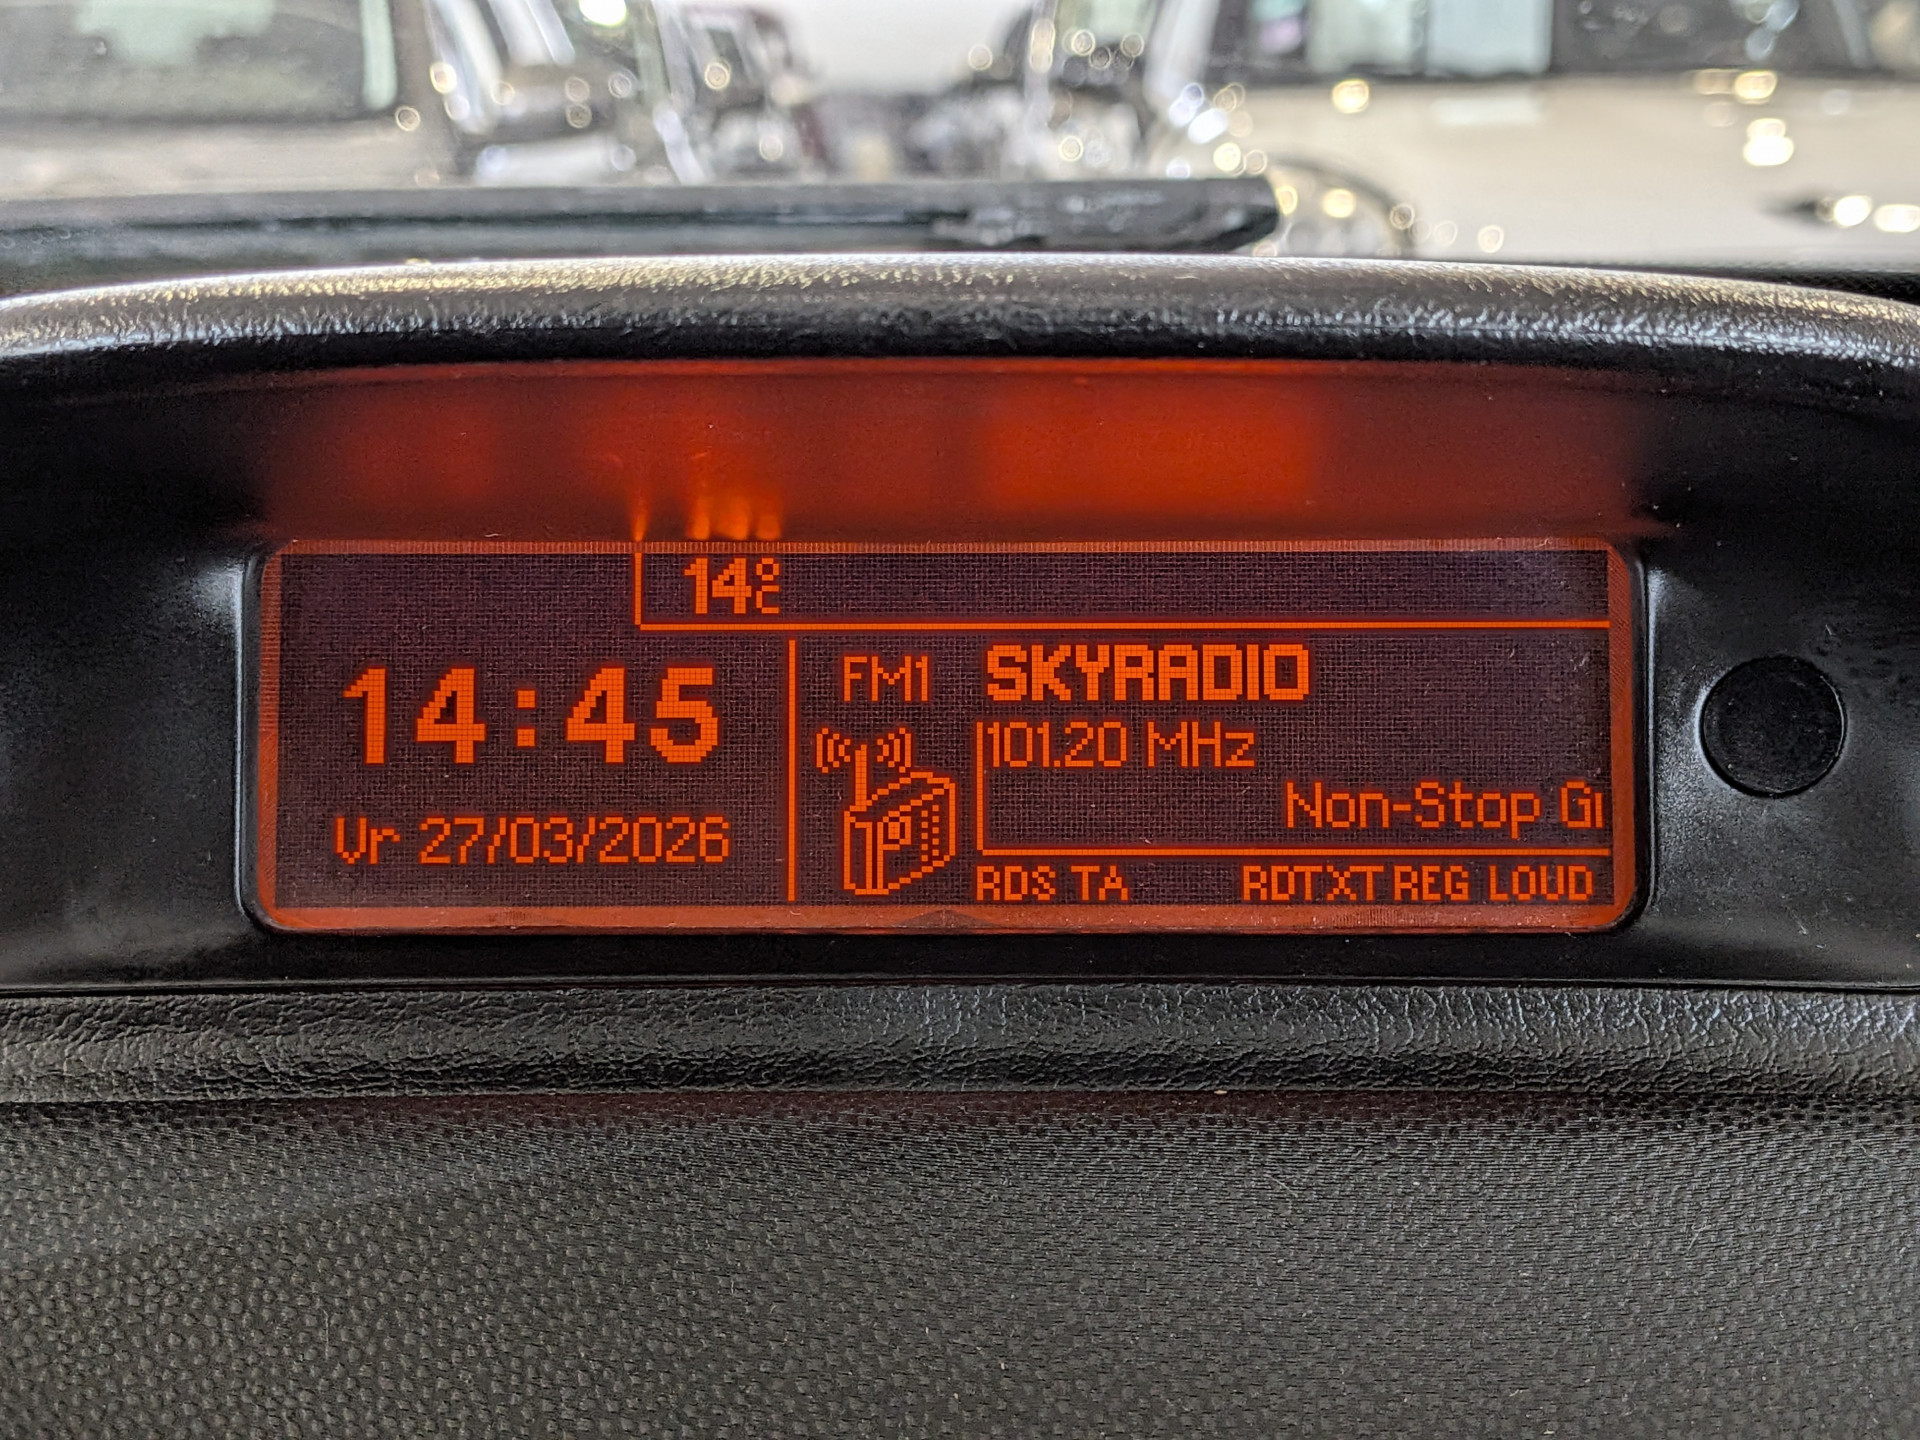 14°C
14:45
Vr 27/03/2026
FM1 SKYRADIO
101.20 MHz
Non-Stop
RDS TA RDTXT REG LOUD